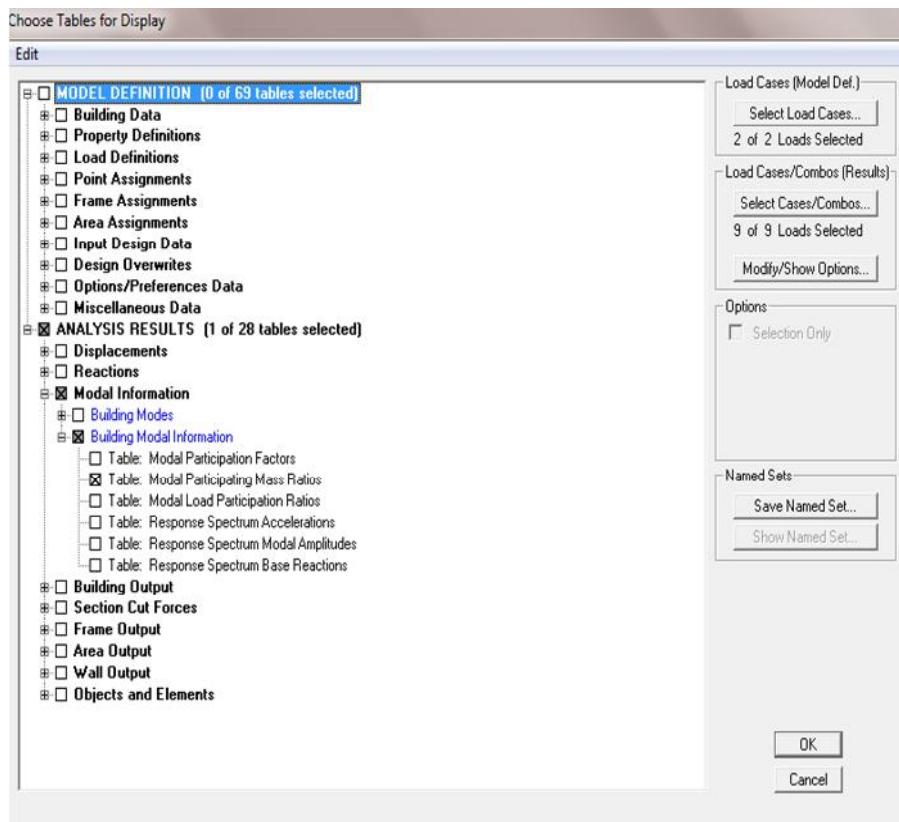 Choose Tables for Display
Edit
MODEL DEFINITION (0 of 69 tables selected)
Building Data
Property Definitions
Load Definitions
Point Assignments
Frame Assignments
Area Assignments
Input Design Data
Design Overwrites
Options/Preferences Data
Miscellaneous Data
ANALYSIS RESULTS (1 of 28 tables selected)
Displacements
Reactions
Modal Information
Building Modes
Building Modal Information
Table: Modal Participation Factors
Table: Modal Participating Mass Ratios
Table: Modal Load Participation Ratios
Table: Response Spectrum Accelerations
Table: Response Spectrum Modal Amplitudes
Table: Response Spectrum Base Reactions
Building Output
Section Cut Forces
Frame Output
Area Output
Wall Output
Objects and Elements
Load Cases (Model Def.)
Select Load Cases...
2 of 2 Loads Selected
Load Cases/Combos (Results)
Select Cases/Combos...
9 of 9 Loads Selected
Modify/Show Options...
Options
Selection Only
Named Sets
Save Named Set...
Show Named Set...
OK
Cancel